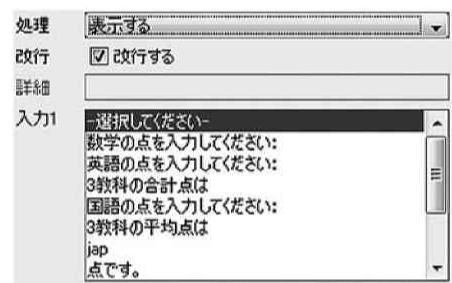 処理 表示する
改行 改行する
詳細
入力1 -選択してください-
数学の点を入力してください:
英語の点を入力してください:
3教科の合計点は
国語の点を入力してください:
3教科の平均点は
jap
点です。